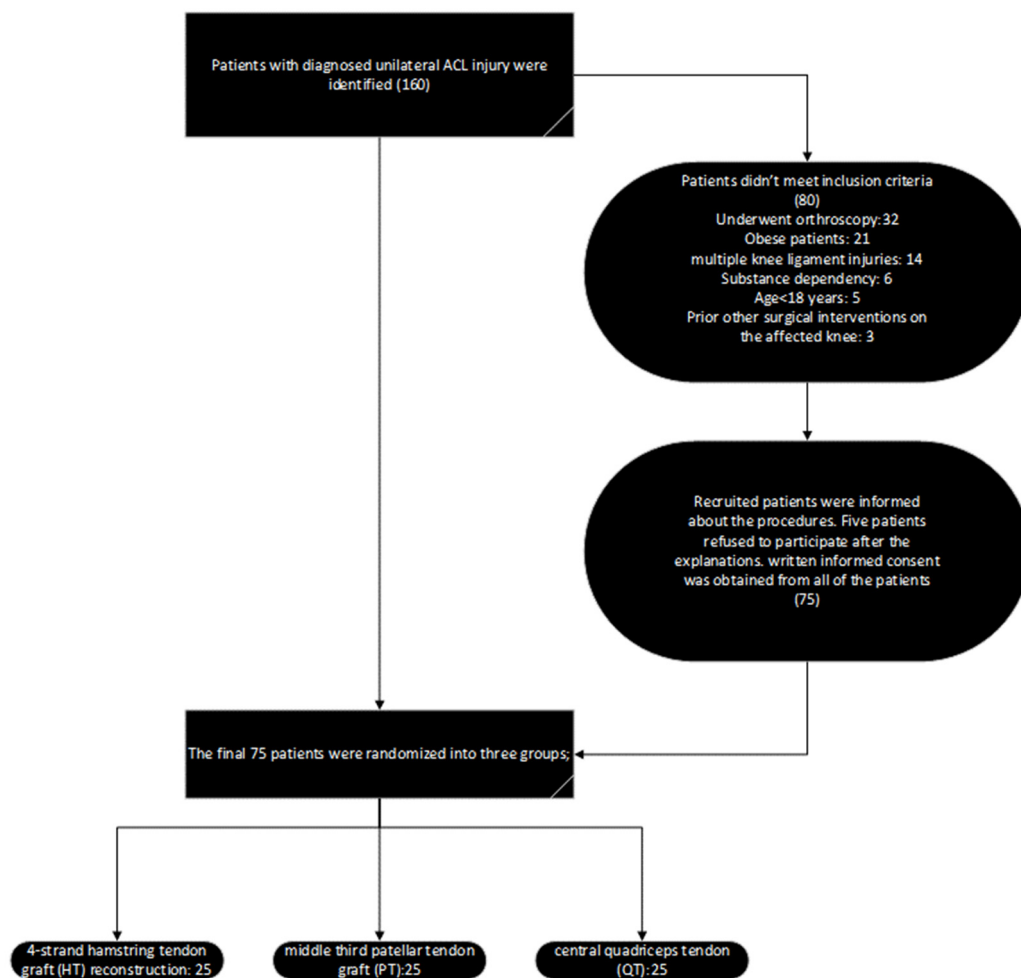 Patients with diagnosed unilateral ACL injury were
identified (160)
Patients didn't meet inclusion criteria
(80)
Underwent orthroscopy:32
Obese patients: 21
multiple knee ligament injuries: 14
Substance dependency: 6
Age<18 years: 5
Prior other surgical interventions on
the affected knee: 3
Recruited patients were informed
about the procedures. Five patients
refused to participate after the
explanations. written informed consent
was obtained from all of the patients
(75)
The final 75 patients were randomized into three groups;
4-strand hamstring tendon
graft (HT) reconstruction: 25
middle third patellar tendon
graft (PT):25
central quadriceps tendon
(QT):25